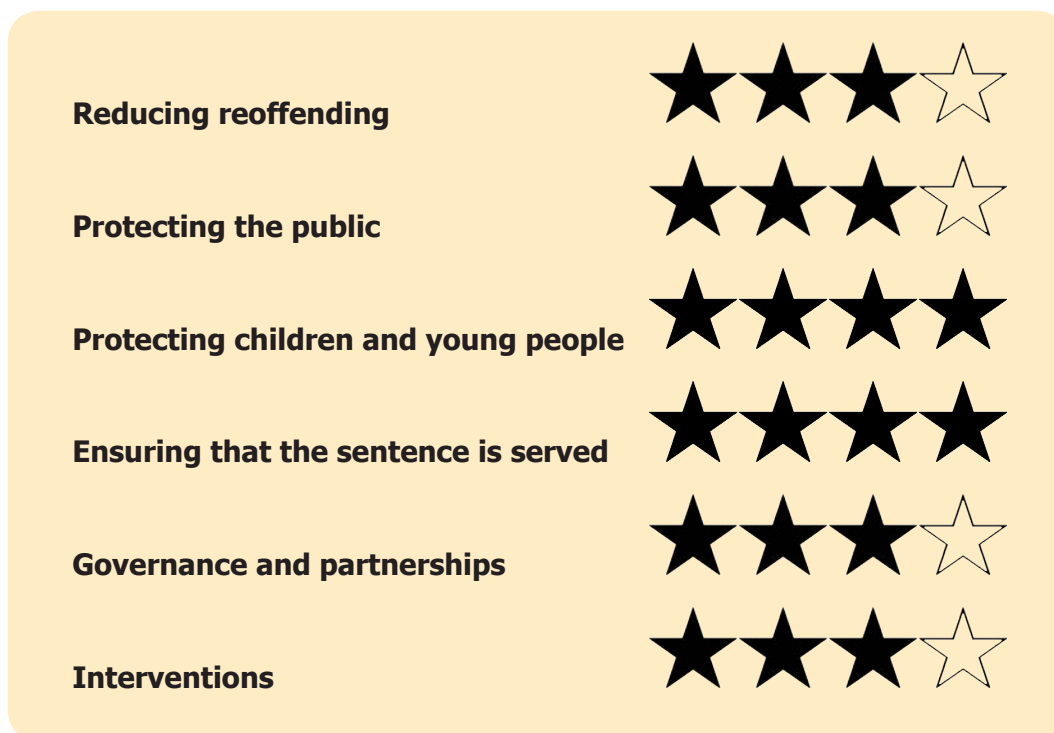 Reducing reoffending
Protecting the public
Protecting children and young people
Ensuring that the sentence is served
Governance and partnerships
Interventions